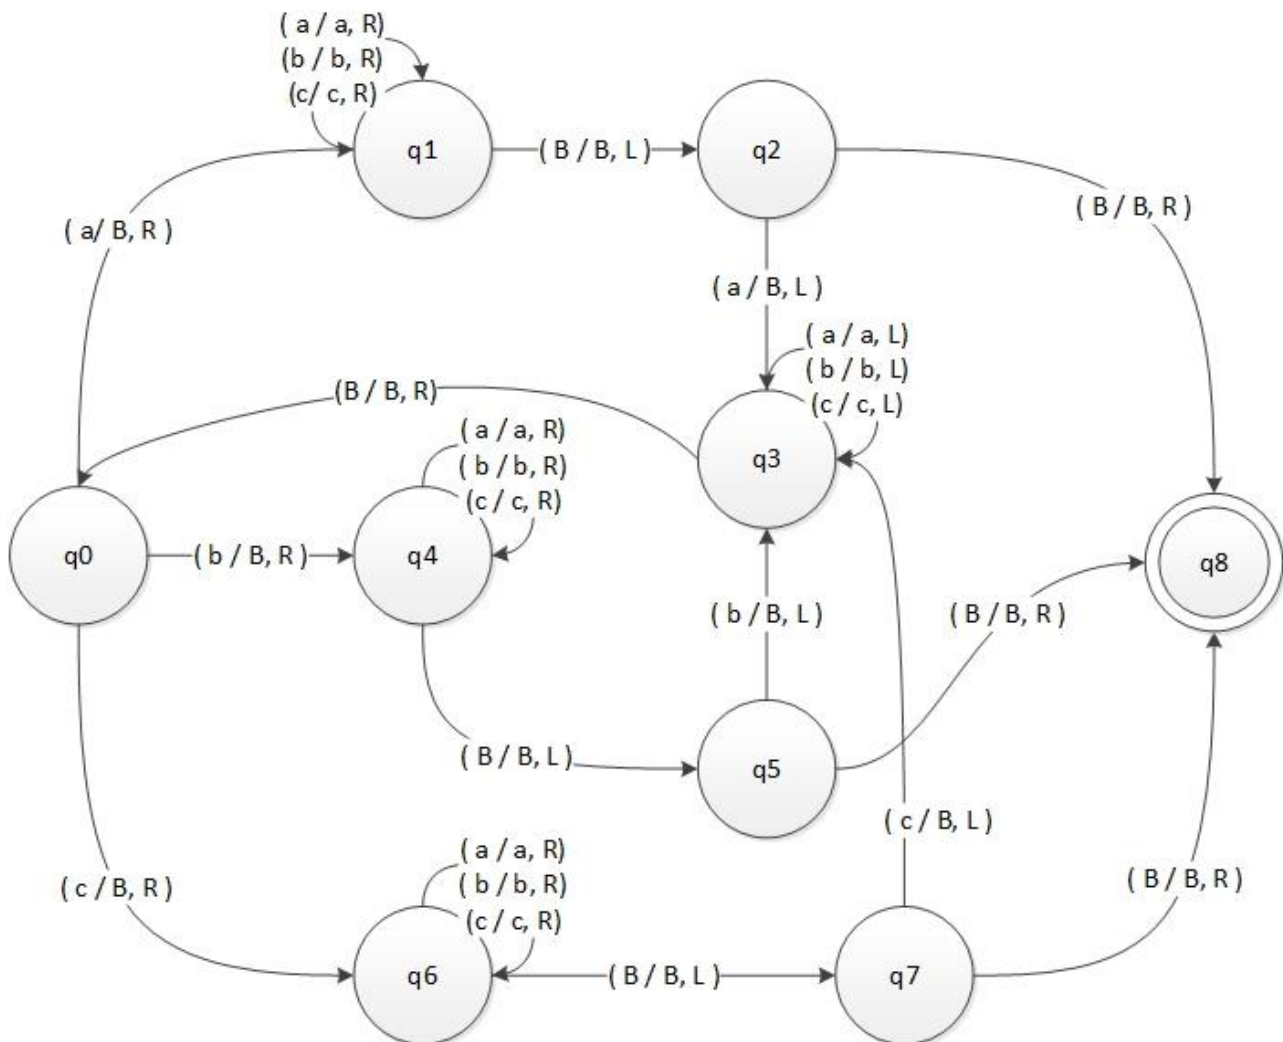 ( a / a, R)
(b / b, R)
(c/ c, R)
q1
( B / B, L )
q2
( B / B, R )
( a/ B, R )
( a / B, L )
( a / a, L)
( b / b, L)
(c / c, L)
(B / B, R)
q3
( a / a, R)
( b / b, R)
(c / c, R)
q0
( b / B, R )
q4
q8
( b / B, L )
( B / B, R )
( B / B, L )
q5
( c / B, L )
( c / B, R )
( a / a, R)
( b / b, R)
(c / c, R)
( B / B, R )
q6
( B / B, L )
q7